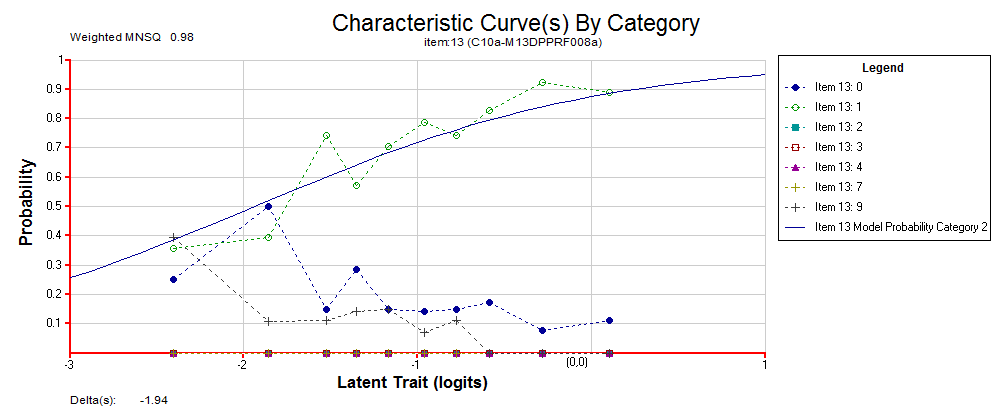 Characteristic Curve(s) By Category
Weighted MNSQ 0.98
item:13 (C10a-M13DPPRF008a)
1
0.9
0.8
0.7
0.6
0.5
0.4
0.3
0.2
0.1
Probability
-3
-2
-1
(0,0)
1
Latent Trait (logits)
Delta(s): -1.94
Legend
Item 13: 0
Item 13: 1
Item 13: 2
Item 13: 3
Item 13: 4
Item 13: 7
Item 13: 9
Item 13 Model Probability Category 2